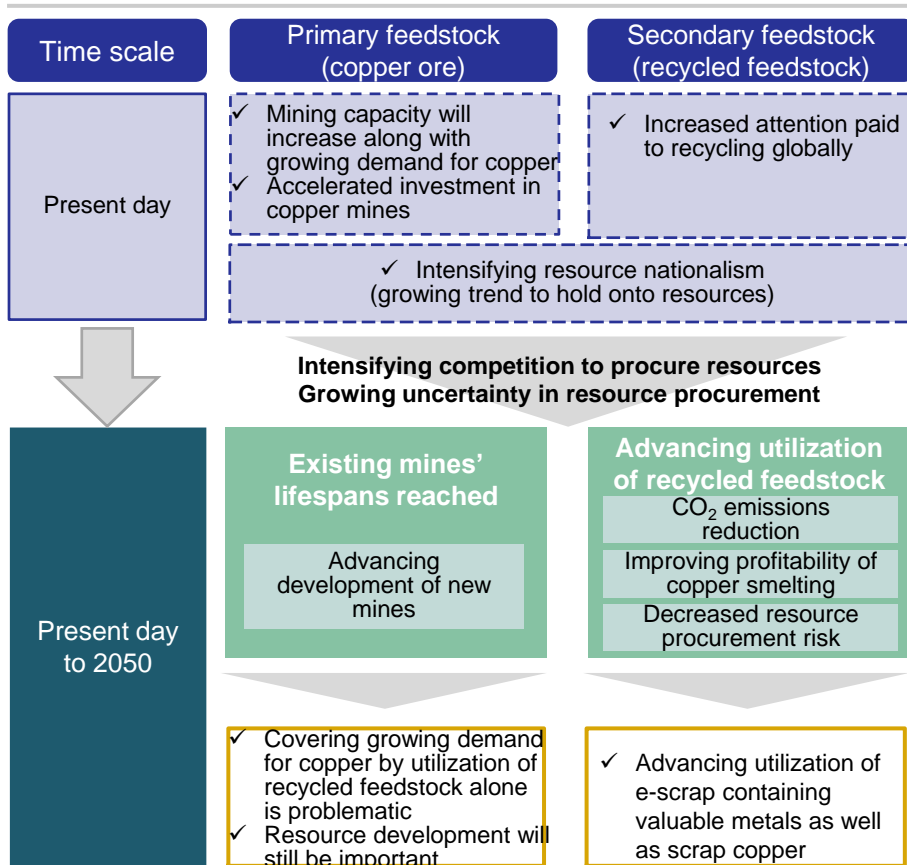 Time scale
Primary feedstock
(copper ore)
Secondary feedstock
(recycled feedstock)
Present day
✓ Mining capacity will
increase along with
growing demand for copper
✓ Accelerated investment in
copper mines
✓ Increased attention paid
to recycling globally
✓ Intensifying resource nationalism
(growing trend to hold onto resources)
Intensifying competition to procure resources
Growing uncertainty in resource procurement
Present day
to 2050
Existing mines’
lifespans reached
Advancing
development of new
mines
Advancing utilization
of recycled feedstock
CO₂ emissions
reduction
Improving profitability of
copper smelting
Decreased resource
procurement risk
✓ Covering growing demand
for copper by utilization of
recycled feedstock alone
is problematic
✓ Resource development will
still be important
✓ Advancing utilization of
e-scrap containing
valuable metals as well
as scrap copper